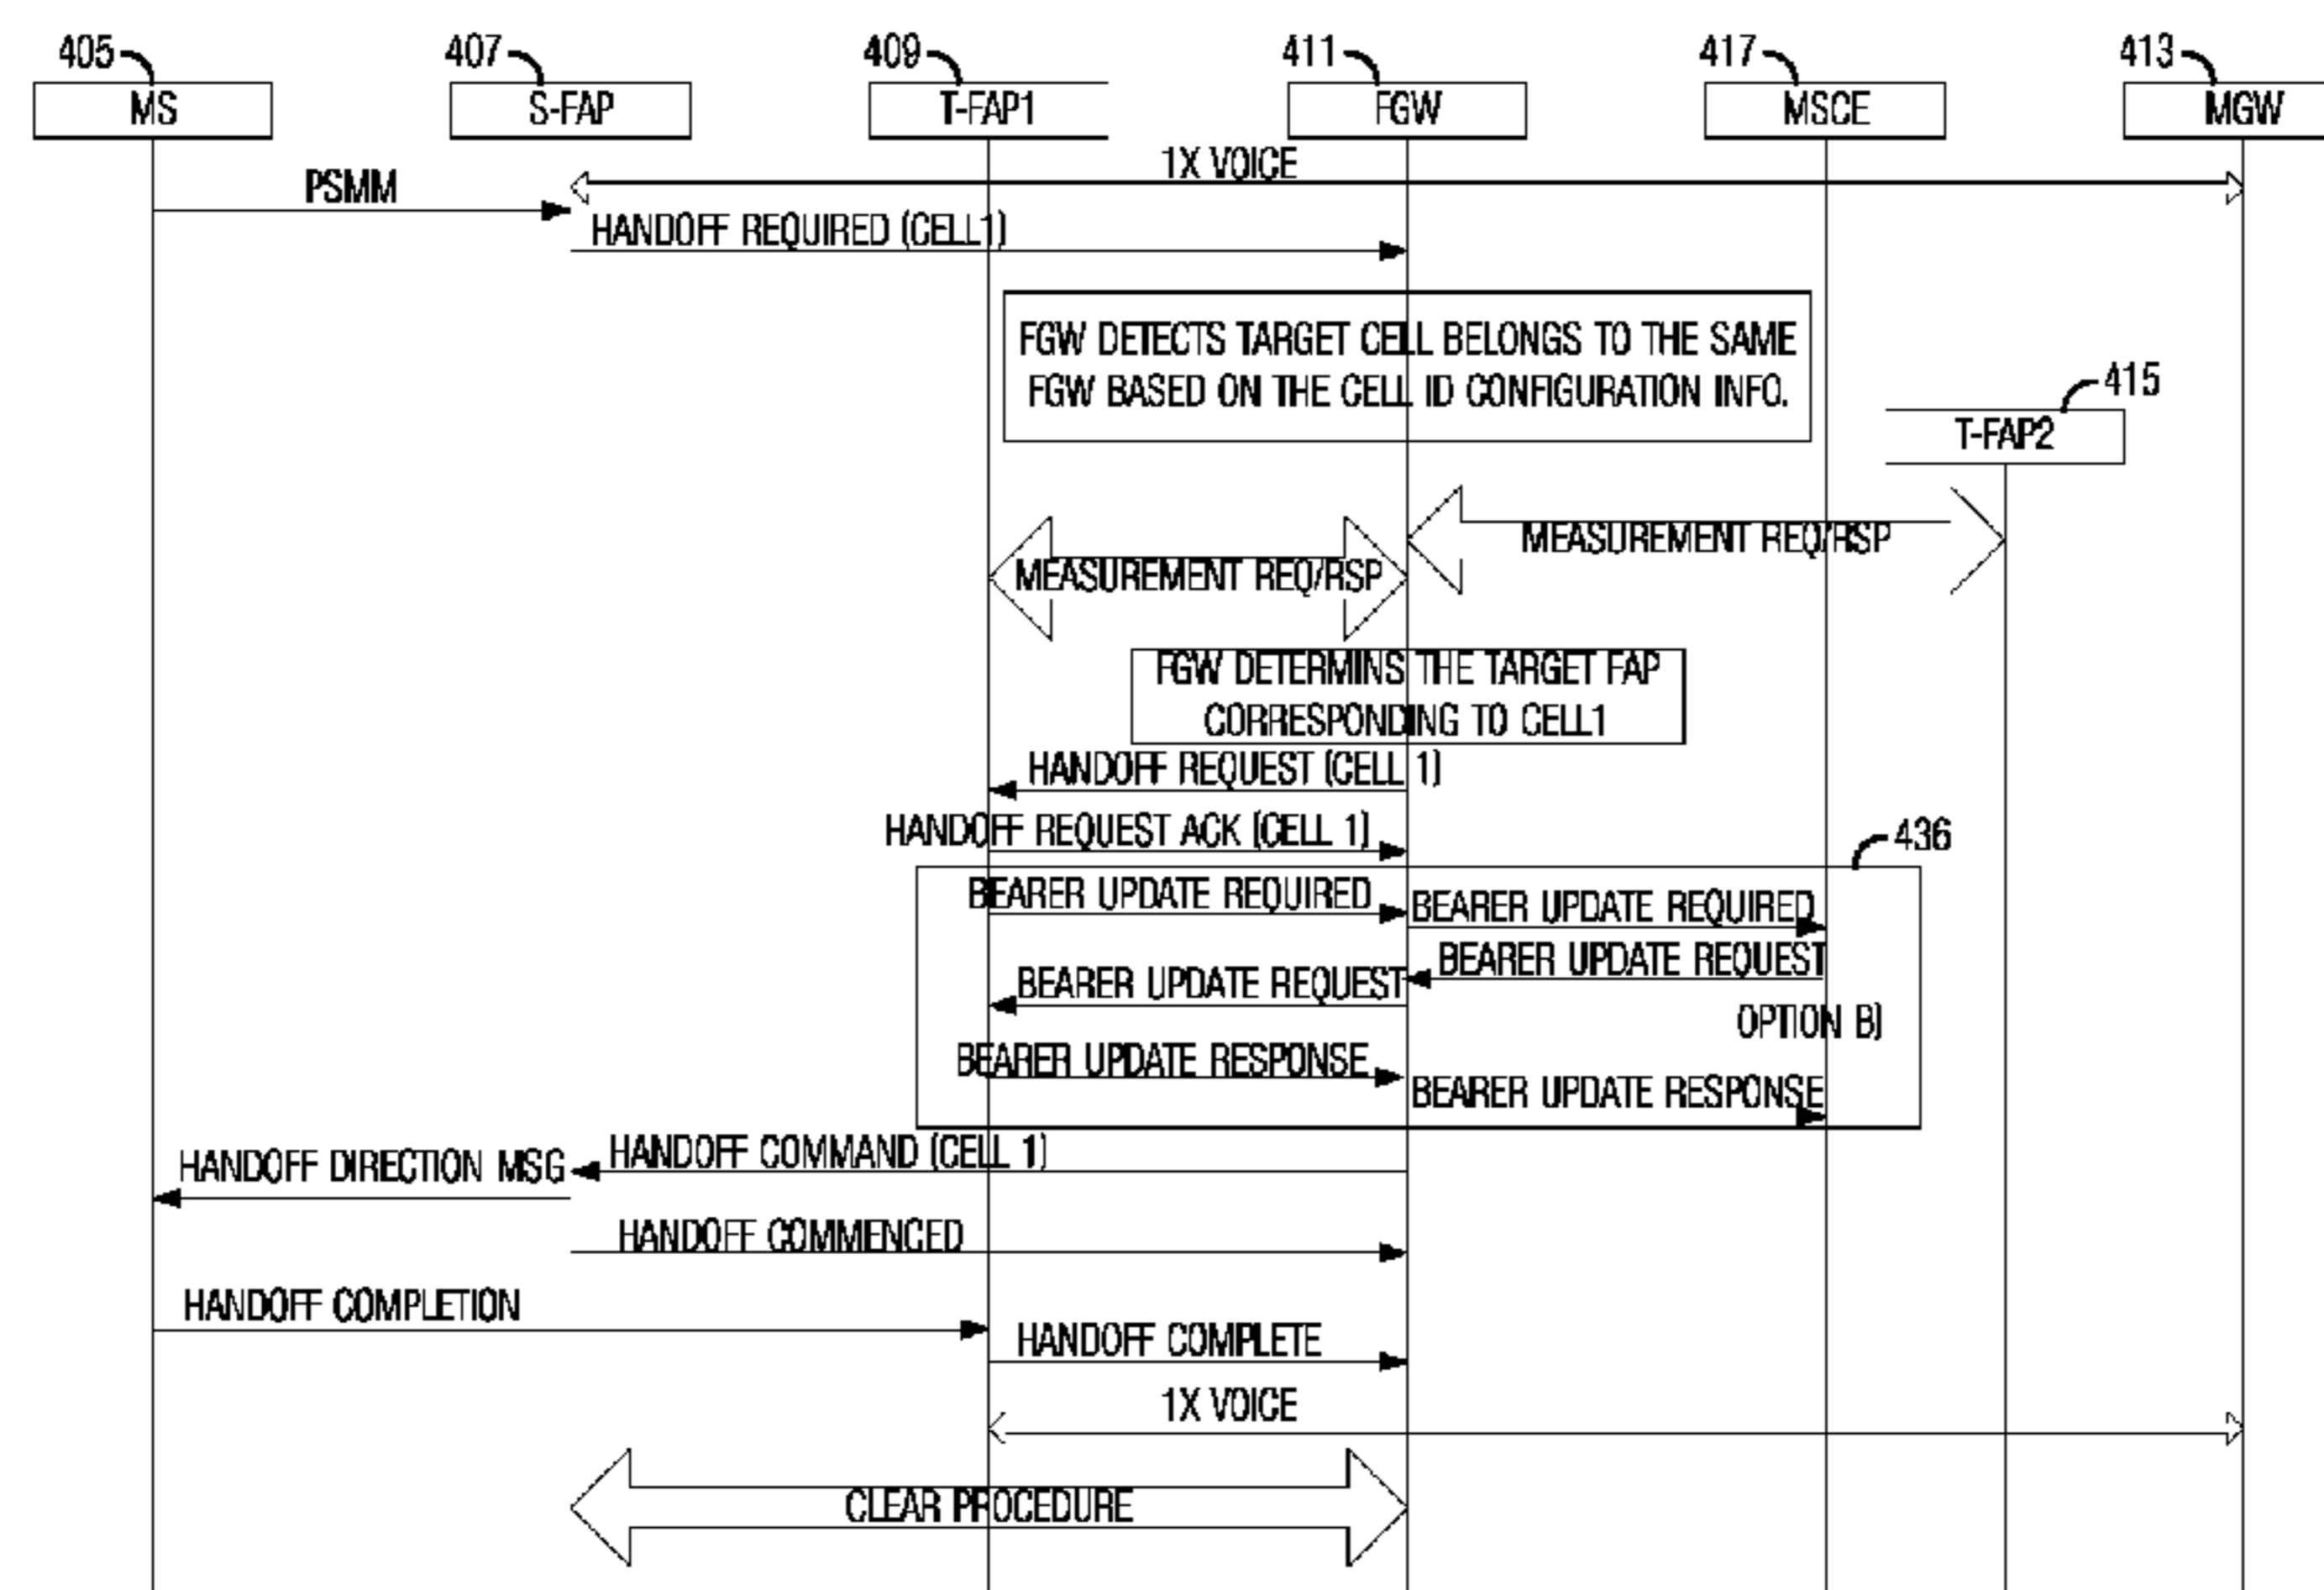 405
407
409
411
417
413
MS
S-FAP
T-FAP1
FGW
MSCE
MGW
1X VOICE
PSMM
HANDOFF REQUIRED (CELL1)
FGW DETECTS TARGET CELL BELONGS TO THE SAME
FGW BASED ON THE CELL ID CONFIGURATION INFO.
415
T-FAP2
MEASUREMENT REQ/RSP
MEASUREMENT REQ/RSP
FGW DETERMINS THE TARGET FAP
CORRESPONDING TO CELL1
HANDOFF REQUEST (CELL 1)
HANDOFF REQUEST ACK (CELL 1)
436
BEARER UPDATE REQUIRED
BEARER UPDATE REQUIRED
BEARER UPDATE REQUEST
BEARER UPDATE REQUEST
OPTION B)
BEARER UPDATE RESPONSE
BEARER UPDATE RESPONSE
HANDOFF COMMAND (CELL 1)
HANDOFF DIRECTION MSG
HANDOFF COMMENCED
HANDOFF COMPLETION
HANDOFF COMPLETE
1X VOICE
CLEAR PROCEDURE